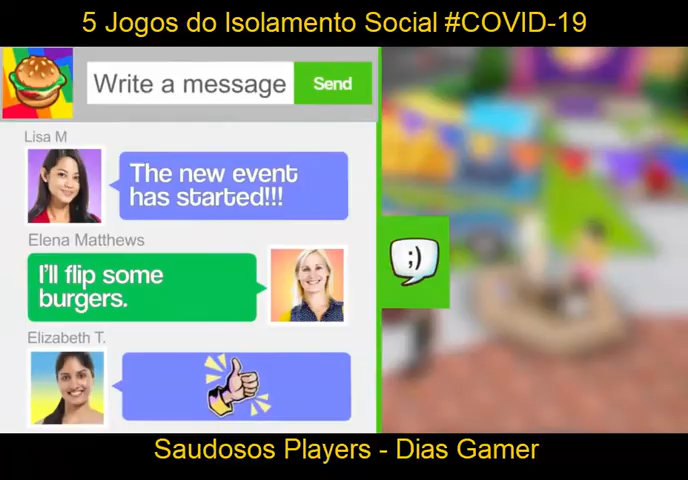 5 Jogos do Isolamento Social #COVID-19
Write a message
Send
Lisa M
The new event
has started!!!
Elena Matthews
I'll flip some
burgers.
;)
Elizabeth T.
Saudosos Players - Dias Gamer